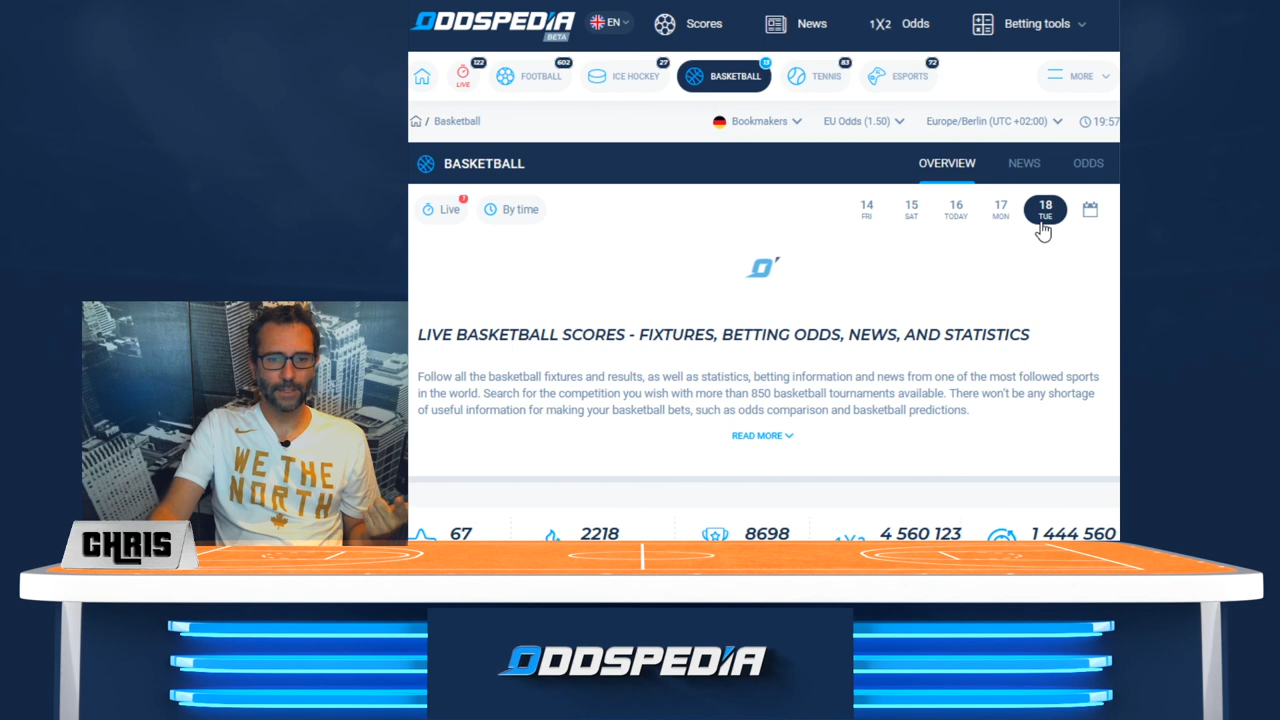 ODDSPEDIA
BETA
EN
Scores
News
1X2 Odds
Betting tools
122
LIVE
602
FOOTBALL
27
ICE HOCKEY
13
BASKETBALL
83
TENNIS
72
ESPORTS
MORE
/ Basketball
Bookmakers
EU Odds (1.50)
Europe/Berlin (UTC +02:00)
19:57
BASKETBALL
OVERVIEW
NEWS
ODDS
7
Live
By time
14
FRI
15
SAT
16
TODAY
17
MON
18
TUE
LIVE BASKETBALL SCORES - FIXTURES, BETTING ODDS, NEWS, AND STATISTICS
Follow all the basketball fixtures and results, as well as statistics, betting information and news from one of the most followed sports
in the world. Search for the competition you wish with more than 850 basketball tournaments available. There won't be any shortage
of useful information for making your basketball bets, such as odds comparison and basketball predictions.
READ MORE
67
2218
8698
1X2
4 560 123
1 444 560
WE THE
NORTH
CHRIS
ODDSPEDIA